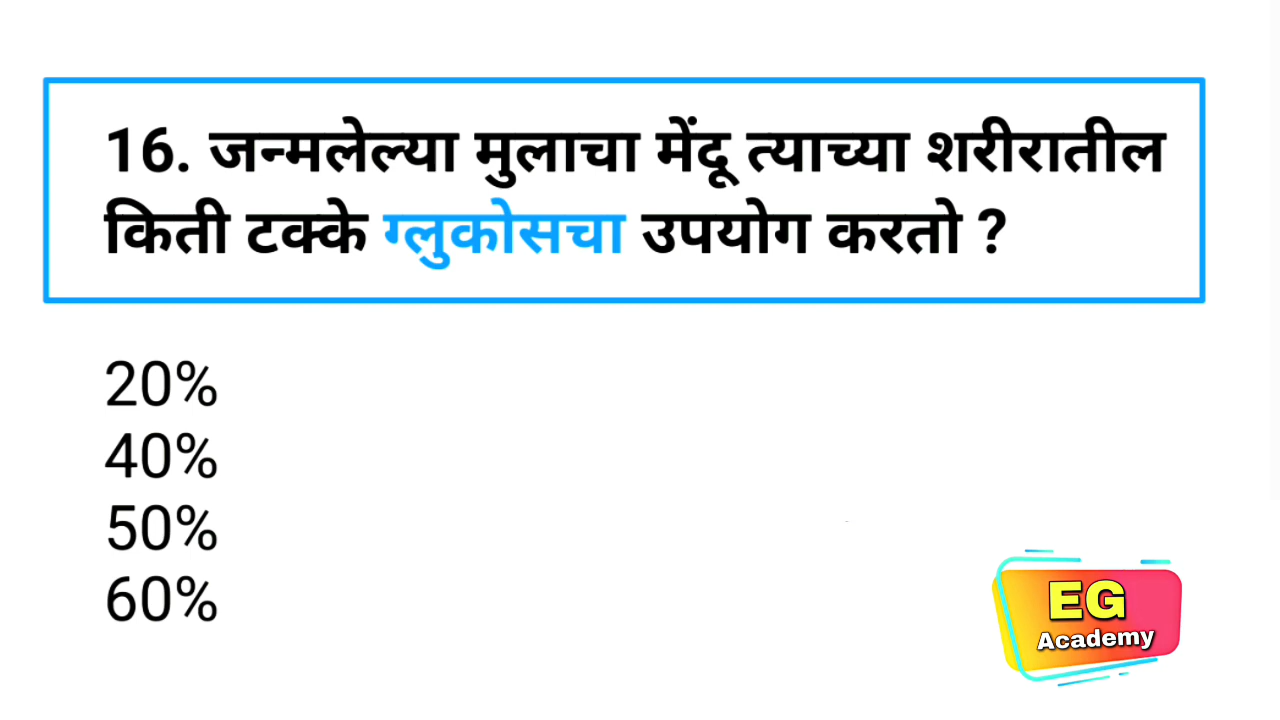 16. जन्मलेल्या मुलाचा मेंदू त्याच्या शरीरातील
किती टक्के ग्लुकोसचा उपयोग करतो ?
20%
40%
50%
60%
EG
Academy